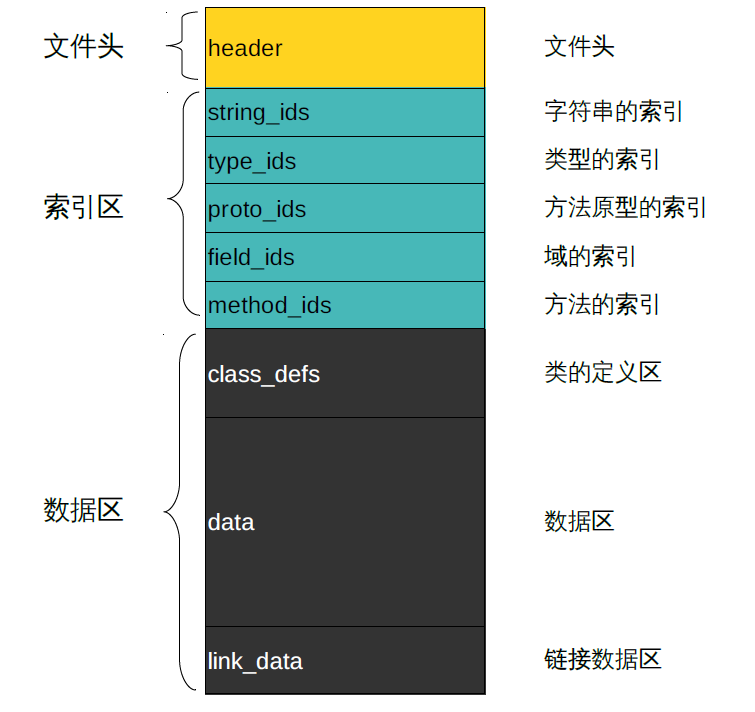 文件头
header
文件头
string_ids
字符串的索引
type_ids
类型的索引
索引区
proto_ids
方法原型的索引
field_ids
域的索引
method_ids
方法的索引
class_defs
类的定义区
数据区
data
数据区
link_data
链接数据区